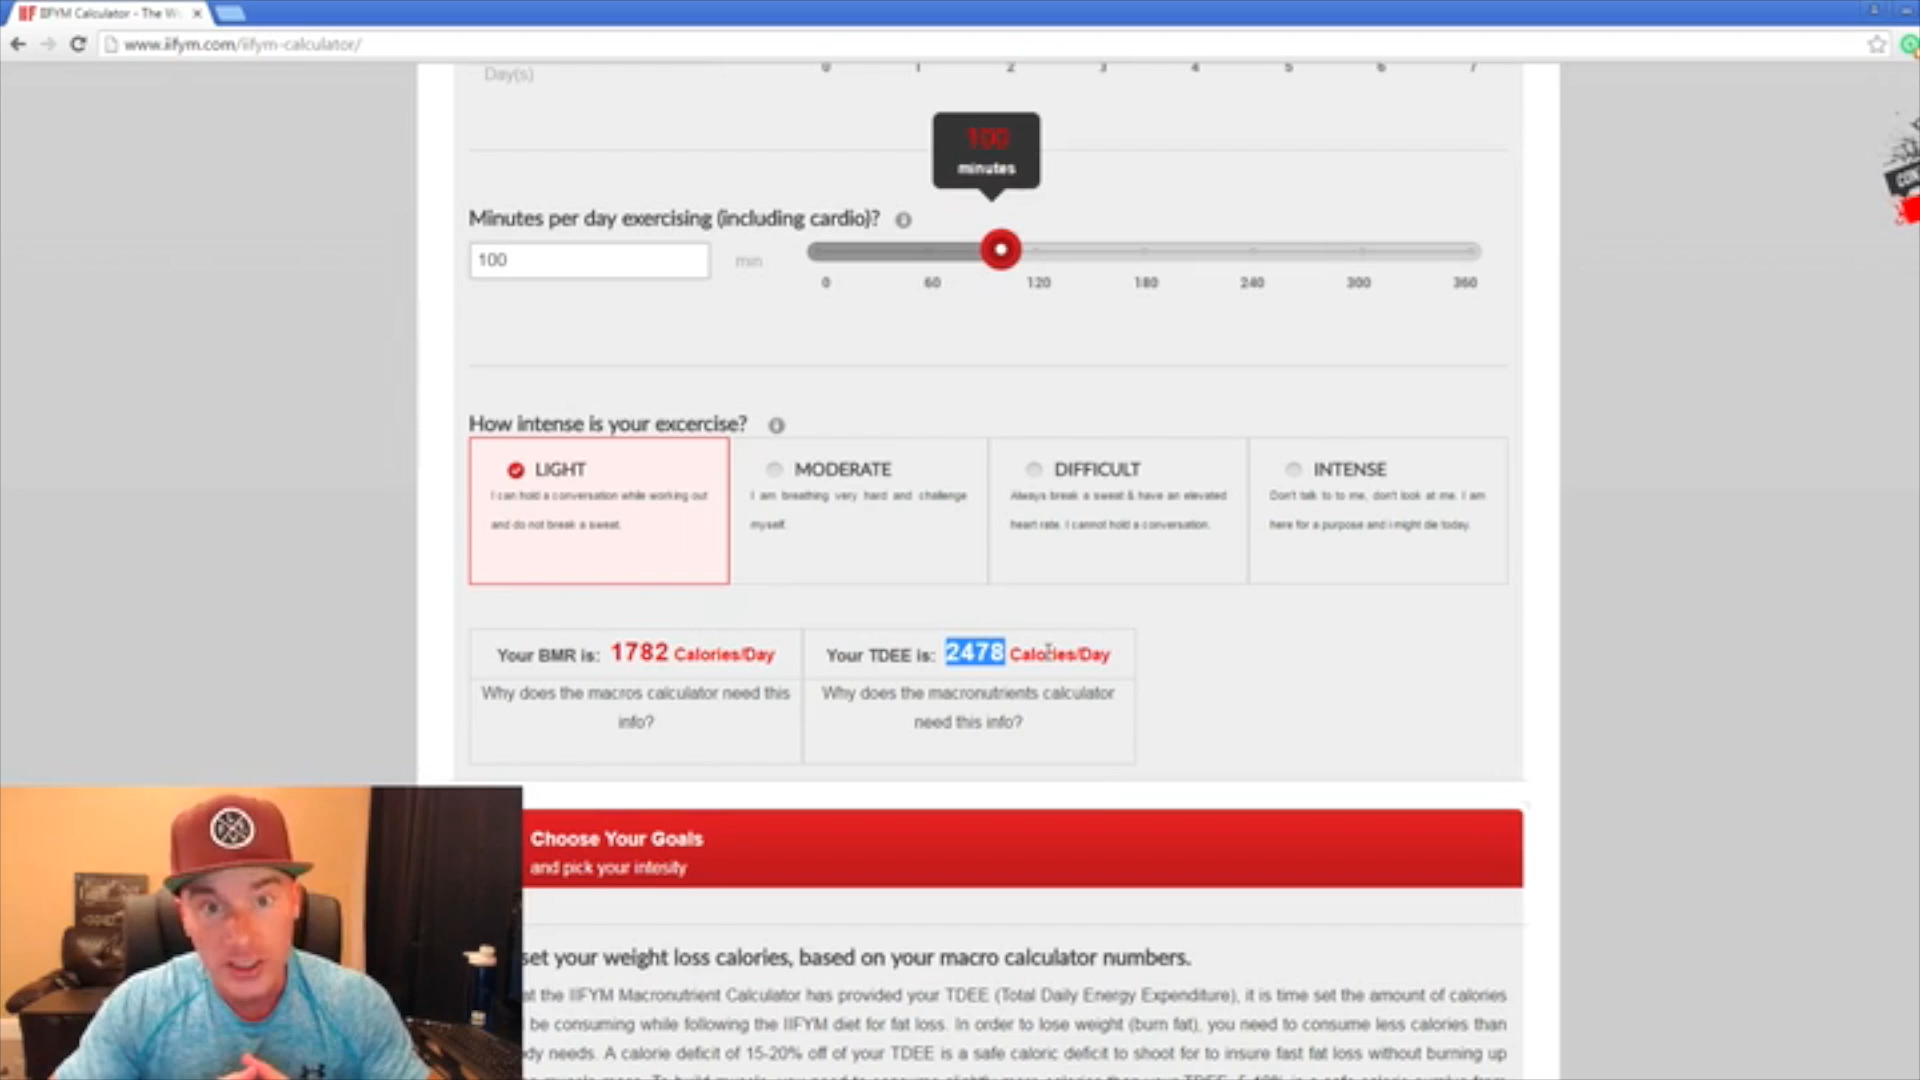 IIFYM Calculator - The W
www.iifym.com/iifym-calculator/
Day(s)
0 1 2 3 4 5 6 7
100
minutes
Minutes per day exercising (including cardio)?
100 min
0 60 120 180 240 300 360
How intense is your excercise?
LIGHT
I can hold a conversation while working out
and do not break a sweat.
MODERATE
I am breathing very hard and challenge
myself.
DIFFICULT
Always break a sweat & have an elevated
heart rate. I cannot hold a conversation.
INTENSE
Don't talk to to me, don't look at me. I am
here for a purpose and i might die today.
Your BMR is: 1782 Calories/Day
Why does the macros calculator need this
info?
Your TDEE is: 2478 Calories/Day
Why does the macronutrients calculator
need this info?
Choose Your Goals
and pick your intesity
set your weight loss calories, based on your macro calculator numbers.
at the IIFYM Macronutrient Calculator has provided your TDEE (Total Daily Energy Expenditure), it is time set the amount of calories
be consuming while following the IIFYM diet for fat loss. In order to lose weight (burn fat), you need to consume less calories than
dy needs. A calorie deficit of 15-20% off of your TDEE is a safe caloric deficit to shoot for to insure fast fat loss without burning up